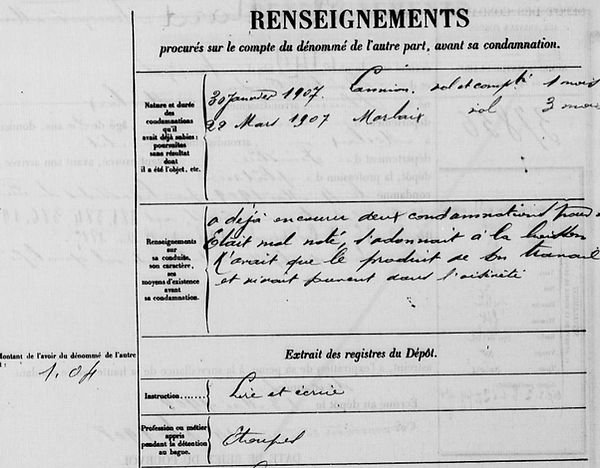 RENSEIGNEMENTS
procurés sur le compte du dénommé de l'autre part, avant sa condamnation.
Nature et durée
des
condamnations
qu'il
avait déjà subies:
poursuites
sans résultat
dont
il a été l'objet, etc.
30 janvier 1907. Lannion. vol et compté 1 mois
22 Mars 1907 Morlaix vol 3 mois
Renseignements
sur
sa conduite,
son caractère,
ses
moyens d'existence
avant
sa condamnation.
a déjà encouru deux condamnations pour
Etait mal noté, s'adonnait à la boisson
N'avait que le produit de son travail
et vivait souvent dans l'oisiveté
Montant de l'avoir du dénommé de l'autre
1,04
Extrait des registres du Dépôt.
Instruction........
Lire et écrire
Profession ou métier
appris
pendant la détention
au bagne.